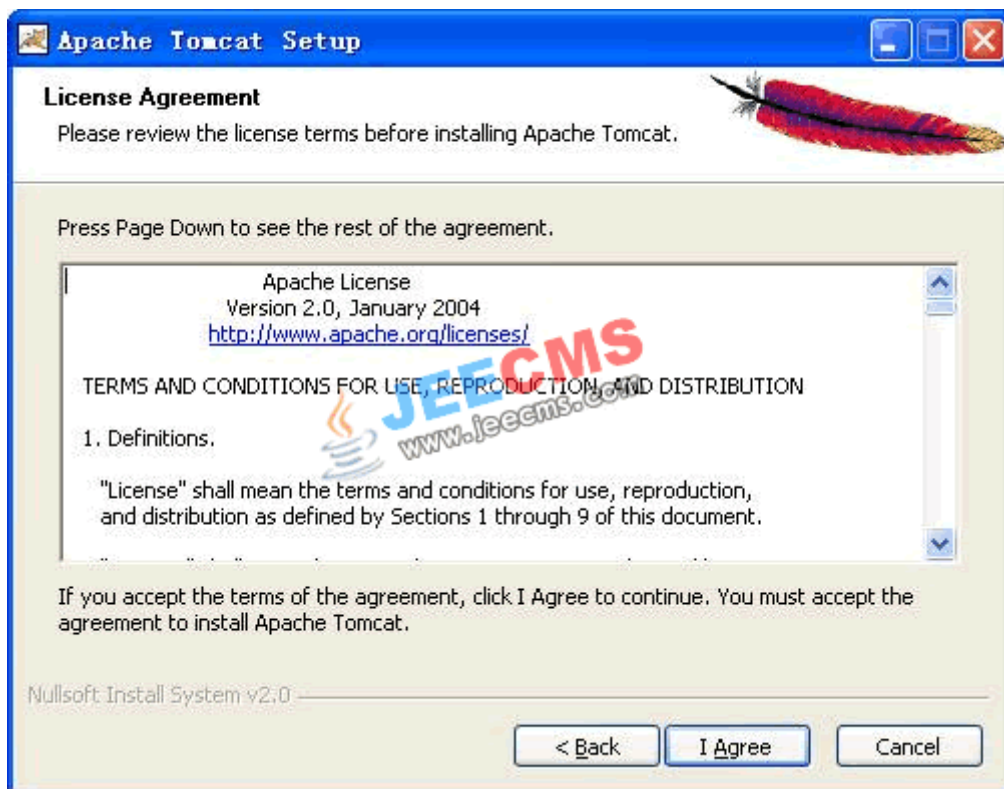 Apache Tomcat Setup
License Agreement
Please review the license terms before installing Apache Tomcat.
Press Page Down to see the rest of the agreement.
Apache License
Version 2.0, January 2004
http://www.apache.org/licenses/
TERMS AND CONDITIONS FOR USE, REPRODUCTION, AND DISTRIBUTION
JEECMS
www.jeecms.com
1. Definitions.
"License" shall mean the terms and conditions for use, reproduction,
and distribution as defined by Sections 1 through 9 of this document.
If you accept the terms of the agreement, click I Agree to continue. You must accept the
agreement to install Apache Tomcat.
Nullsoft Install System v2.0
< Back I Agree Cancel